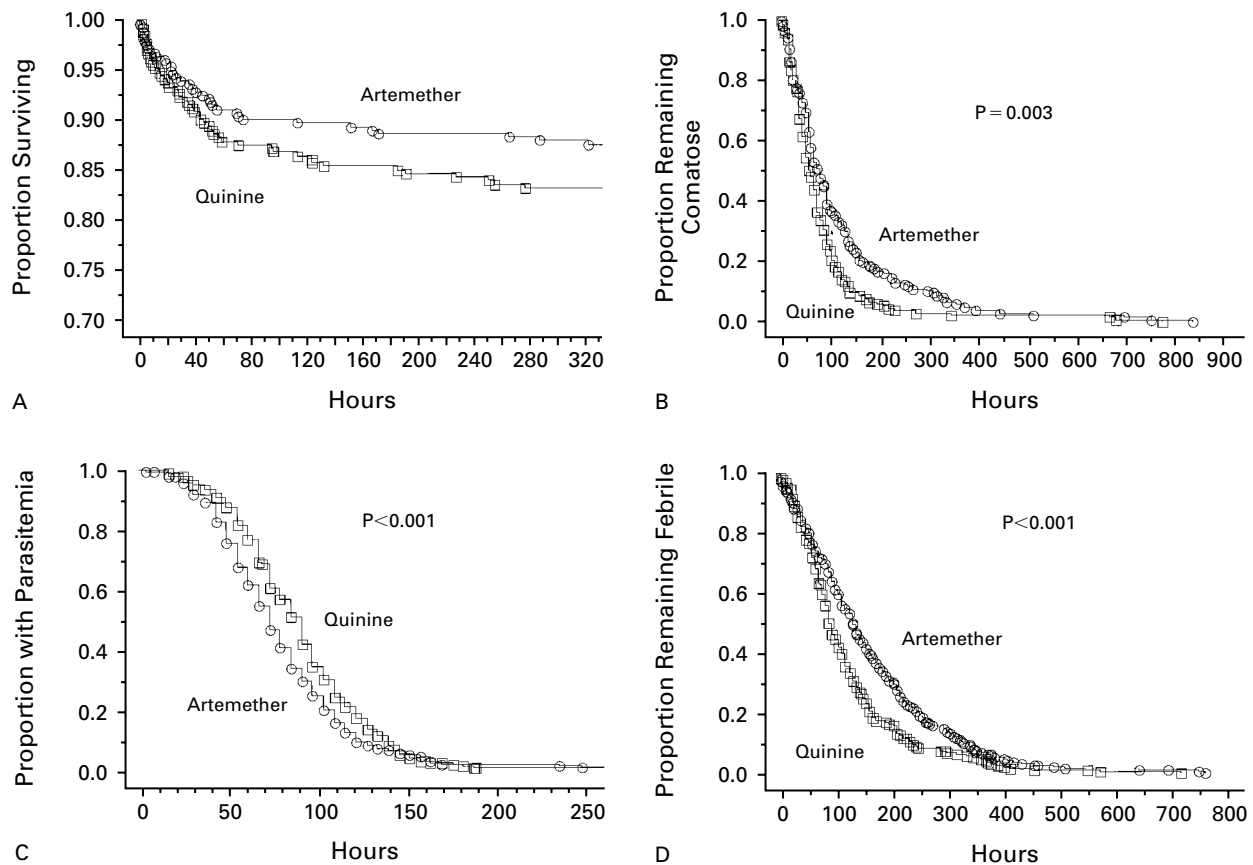 1.00
0.95
0.90
0.85
0.80
0.75
0.70
Proportion Surviving
Artemether
Quinine
0 40 80 120 160 200 240 280 320
Hours
A
1.0
0.8
0.6
0.4
0.2
0.0
Proportion Remaining
Comatose
P = 0.003
Artemether
Quinine
0 100 200 300 400 500 600 700 800 900
Hours
B
1.0
0.8
0.6
0.4
0.2
0.0
Proportion with Parasitemia
P<0.001
Quinine
Artemether
0 50 100 150 200 250
Hours
C
1.0
0.8
0.6
0.4
0.2
0.0
Proportion Remaining Febrile
P<0.001
Artemether
Quinine
0 100 200 300 400 500 600 700 800
Hours
D